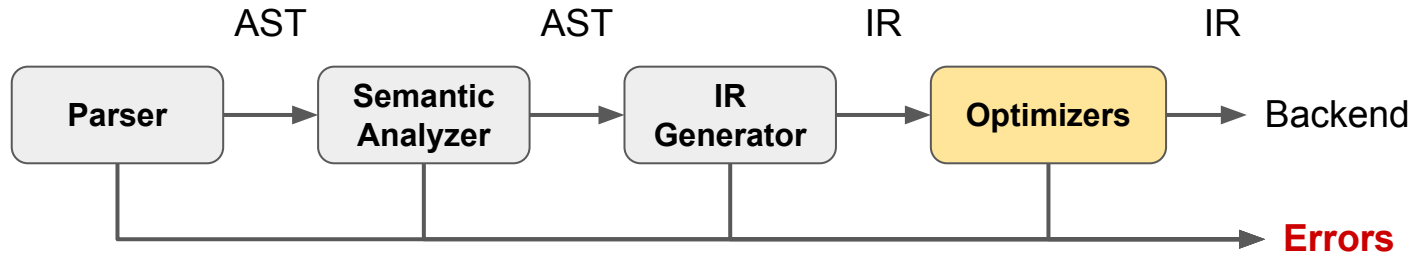 AST
AST
IR
IR
Parser
Semantic
Analyzer
IR
Generator
Optimizers
Backend
Errors